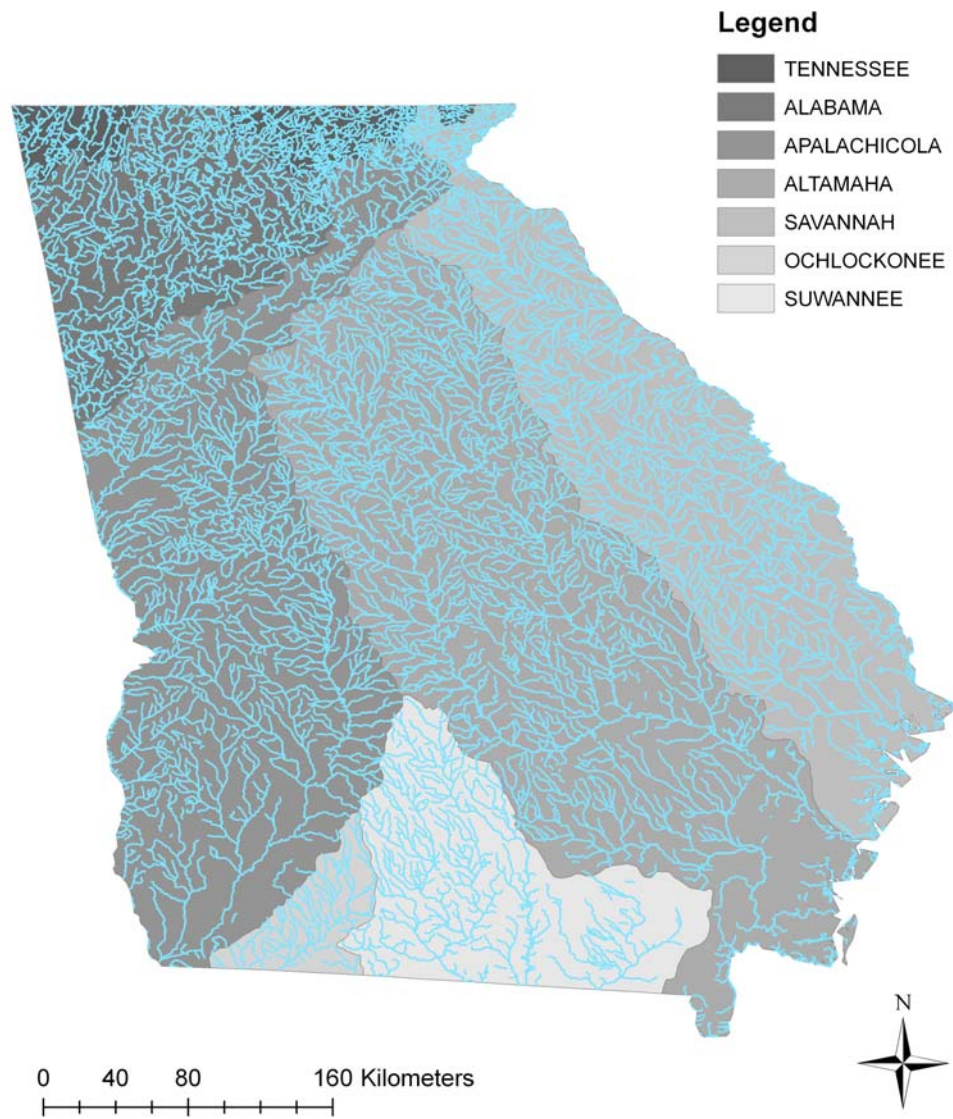 Legend
TENNESSEE
ALABAMA
APALACHICOLA
ALTAMAHA
SAVANNAH
OCHLOCKONEE
SUWANNEE
N
0 40 80 160 Kilometers